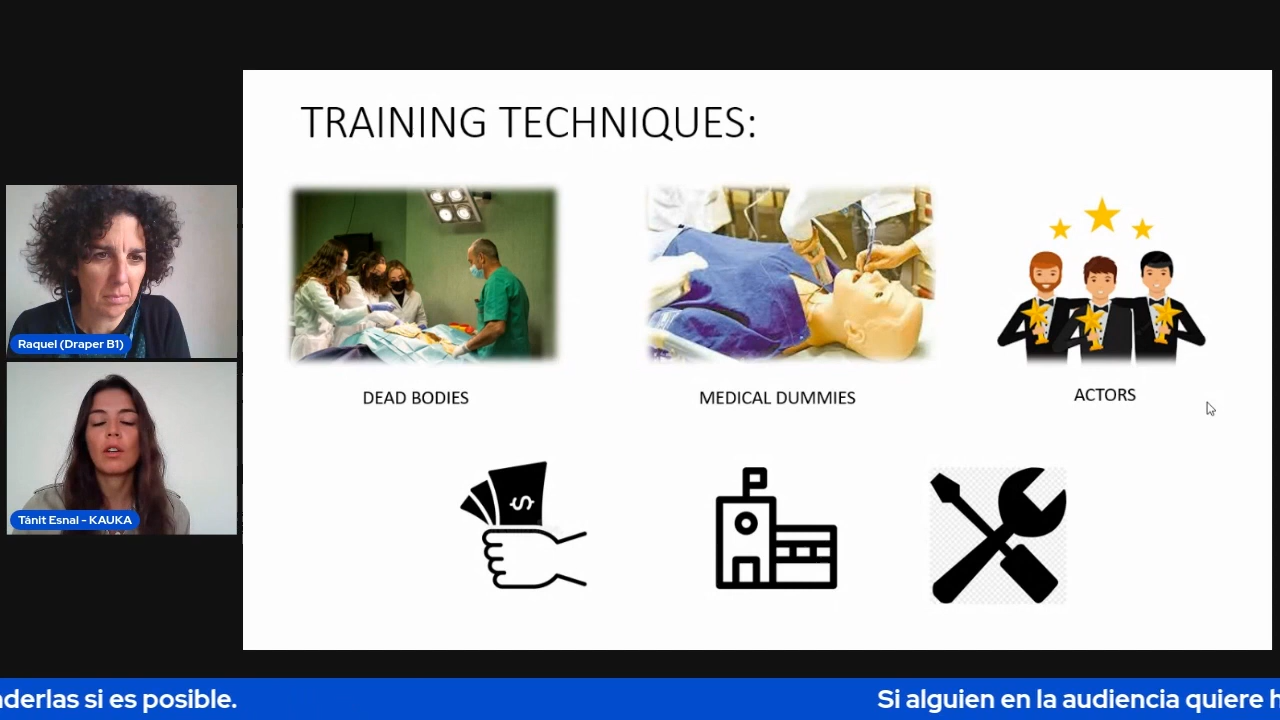 TRAINING TECHNIQUES:
DEAD BODIES
MEDICAL DUMMIES
ACTORS
$
Raquel (Draper B1)
Tánit Esnal - KAUKA
si es posible.
Si alguien en la audiencia quiere